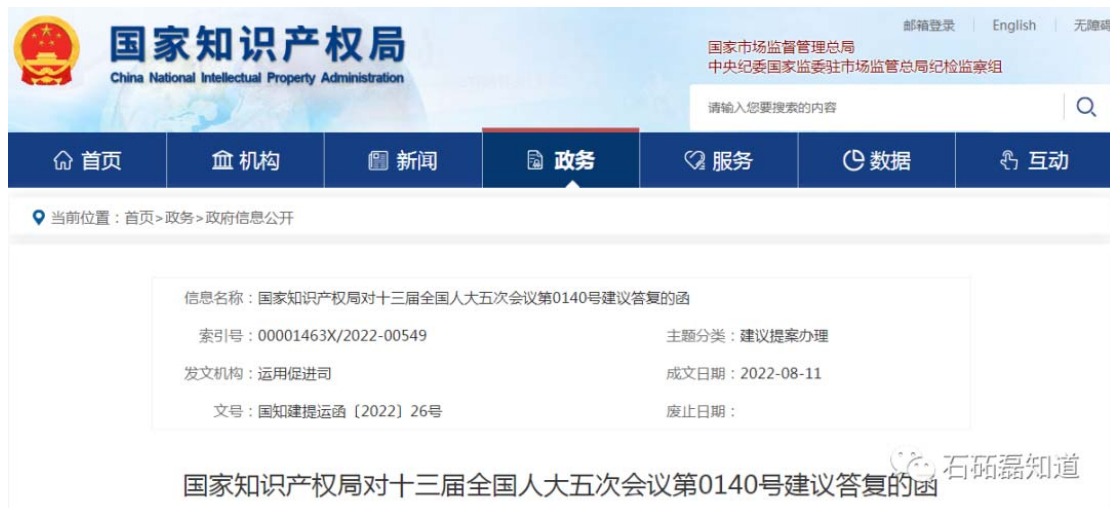 邮箱登录 English 无障碍
国家知识产权局
China National Intellectual Property Administration
国家市场监督管理总局
中央纪委国家监委驻市场监管总局纪检监察组
请输入您要搜索的内容
首页 机构 新闻 政务 服务 数据 互动
当前位置：首页>政务>政府信息公开
信息名称：国家知识产权局对十三届全国人大五次会议第0140号建议答复的函
索引号：00001463X/2022-00549 主题分类：建议提案办理
发文机构：运用促进司 成文日期：2022-08-11
文号：国知建提运函〔2022〕26号 废止日期：
国家知识产权局对十三届全国人大五次会议第0140号建议答复的函
石砳磊知道